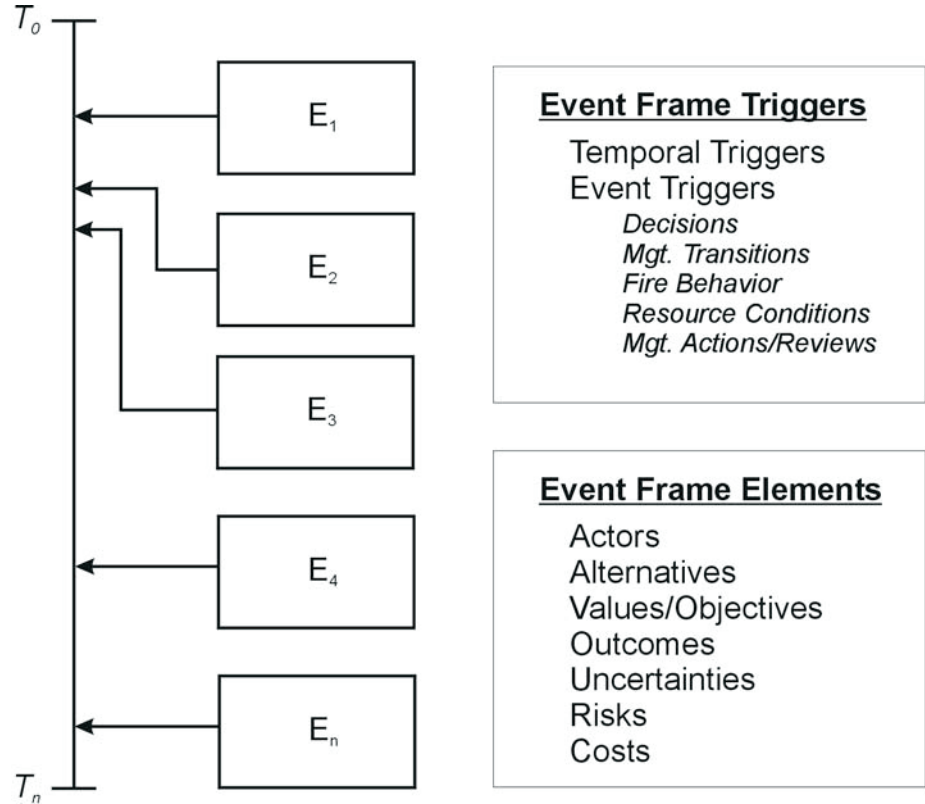 T₀
E₁
E₂
E₃
E₄
Eₙ
Tₙ
Event Frame Triggers
Temporal Triggers
Event Triggers
Decisions
Mgt. Transitions
Fire Behavior
Resource Conditions
Mgt. Actions/Reviews
Event Frame Elements
Actors
Alternatives
Values/Objectives
Outcomes
Uncertainties
Risks
Costs